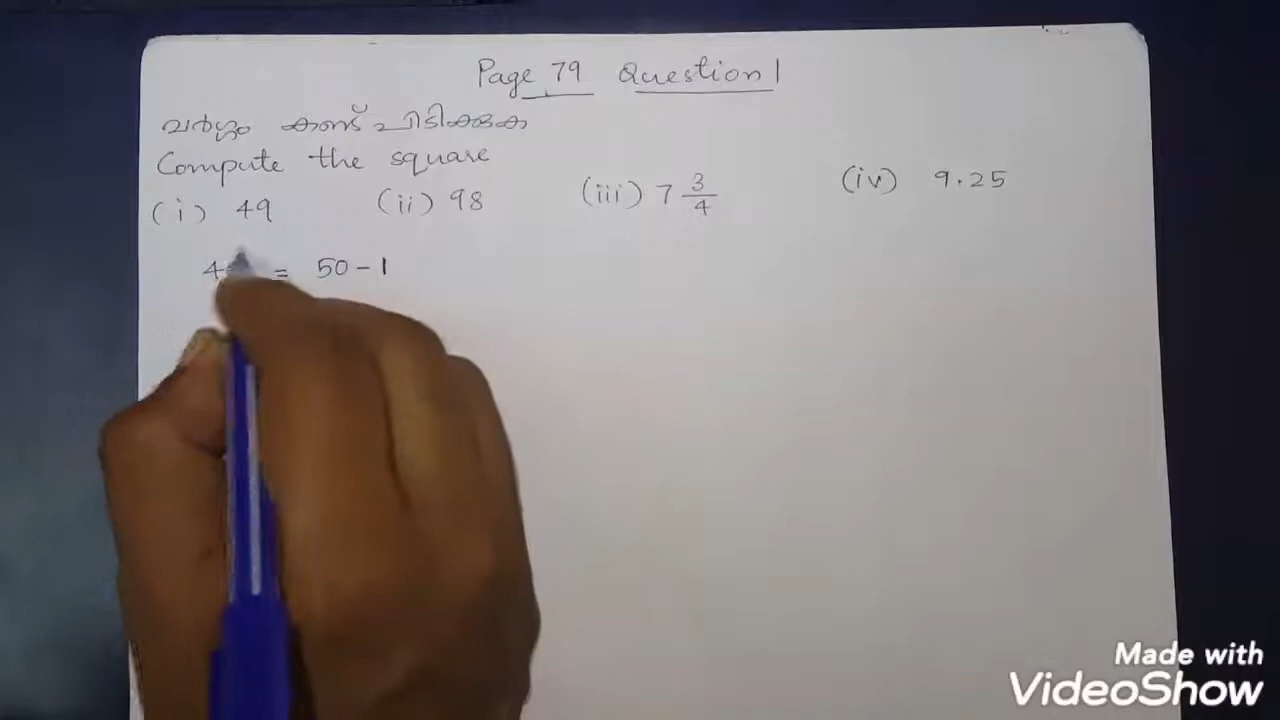 Page 79 Question 1
വർഗ്ഗം കണ്ട് പിടിക്കുക
Compute the square
(i) 49 (ii) 98 (iii) 7 3/4 (iv) 9.25
= 50 - 1
Made with
VideoShow